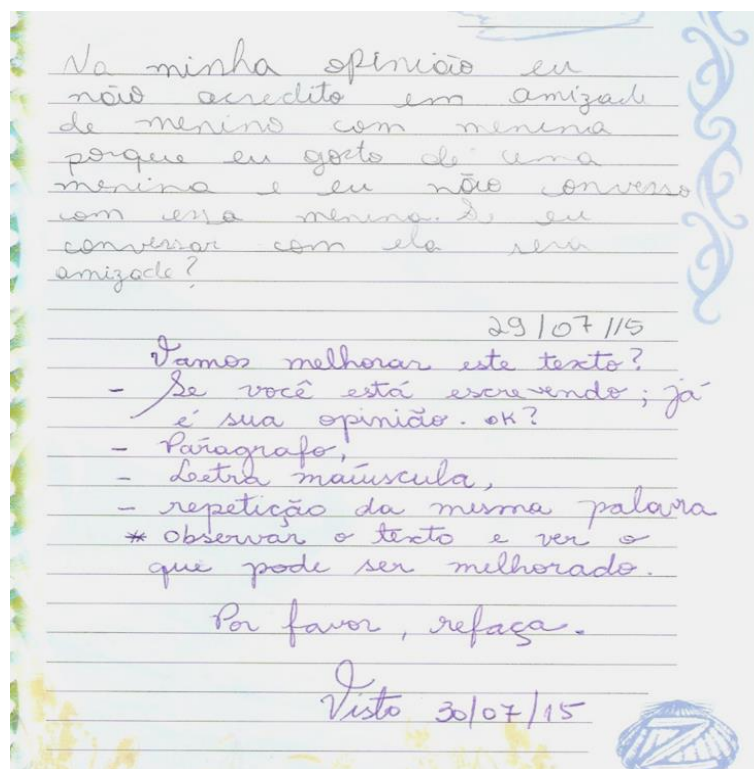 Na minha opinião eu
não acredito em amizade
de menino com menina
porque eu gosto de uma
menina e eu não converso
com essa menina. Se eu
conversar com ela será
amizade?
29/07/15
Vamos melhorar este texto?
- Se você está escrevendo; já
é sua opinião. OK?
- Parágrafo,
- Letra maiúscula,
- repetição da mesma palavra
* observar o texto e ver o
que pode ser melhorado.
Por favor, refaça.
Visto 30/07/15